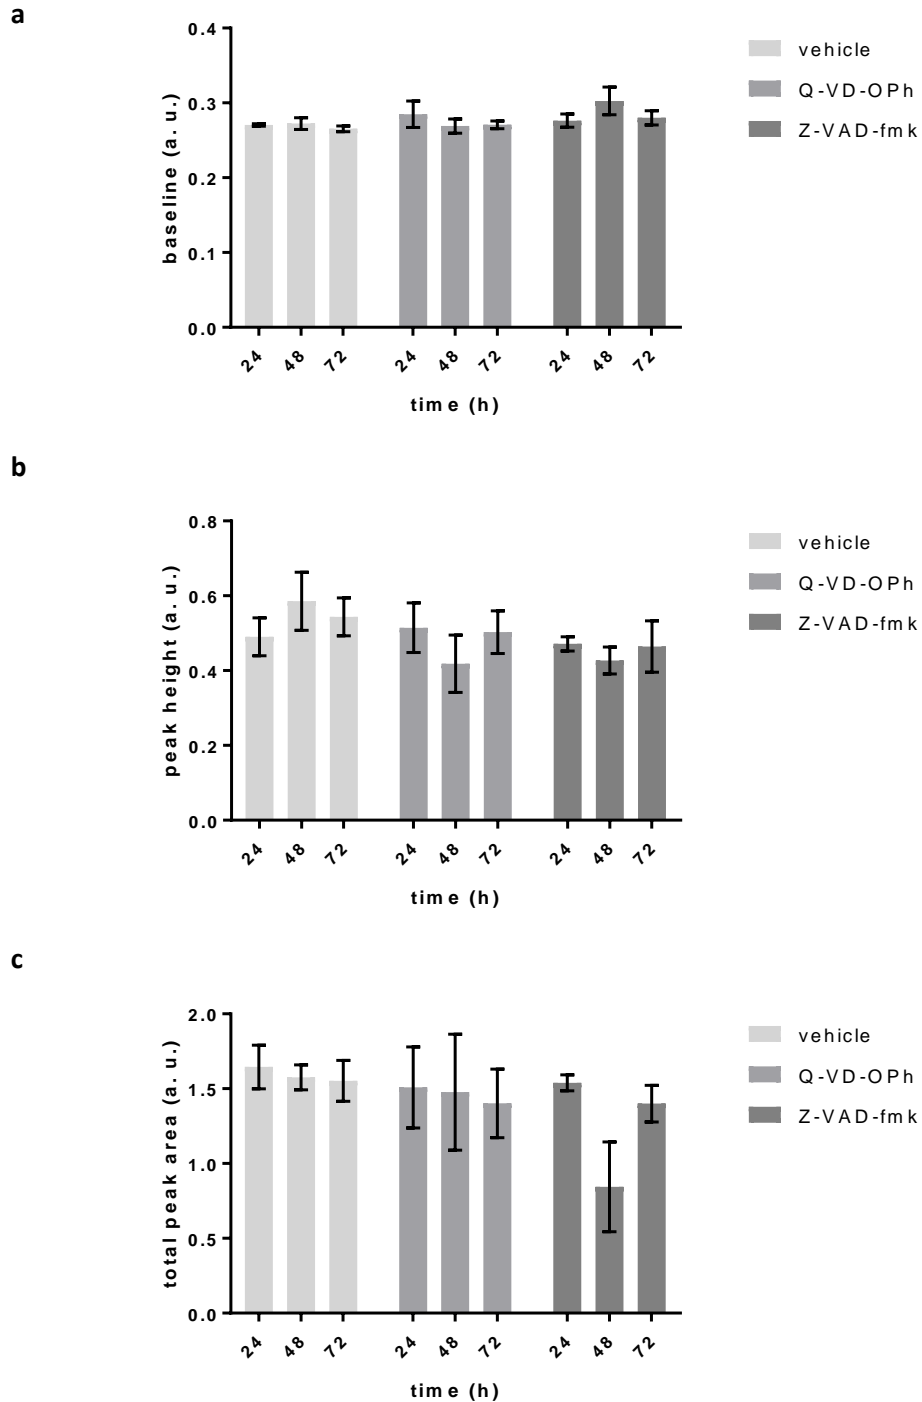 a
0.4
0.3
0.2
0.1
0.0
baseline (a. u.)
24 48 72 24 48 72 24 48 72
time (h)
vehicle
Q-VD-OPh
Z-VAD-fmk
b
0.8
0.6
0.4
0.2
0.0
peak height (a. u.)
24 48 72 24 48 72 24 48 72
time (h)
vehicle
Q-VD-OPh
Z-VAD-fmk
c
2.0
1.5
1.0
0.5
0.0
total peak area (a. u.)
24 48 72 24 48 72 24 48 72
time (h)
vehicle
Q-VD-OPh
Z-VAD-fmk